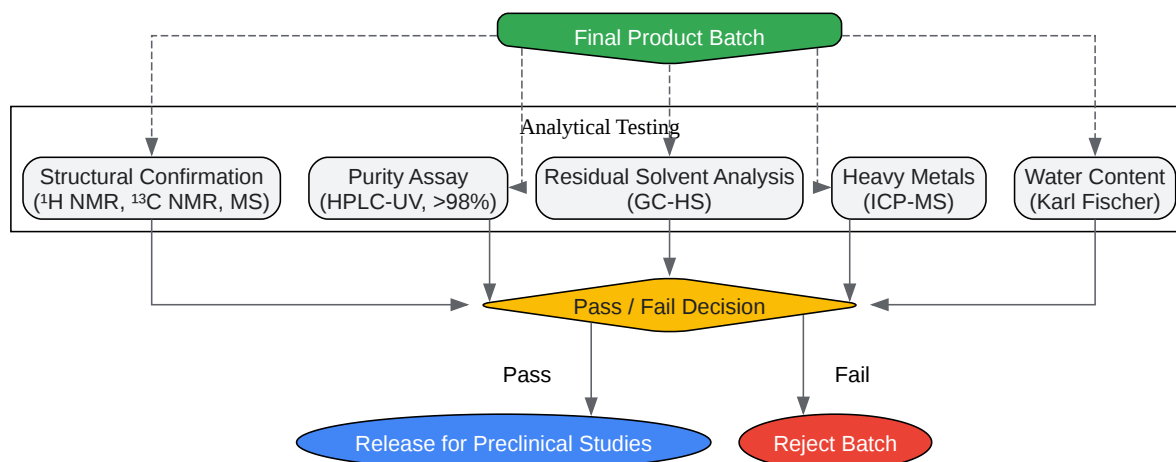 Final Product Batch
Analytical Testing
Structural Confirmation
(¹H NMR, ¹³C NMR, MS)
Purity Assay
(HPLC-UV, >98%)
Residual Solvent Analysis
(GC-HS)
Heavy Metals
(ICP-MS)
Water Content
(Karl Fischer)
Pass / Fail Decision
Pass
Fail
Release for Preclinical Studies
Reject Batch